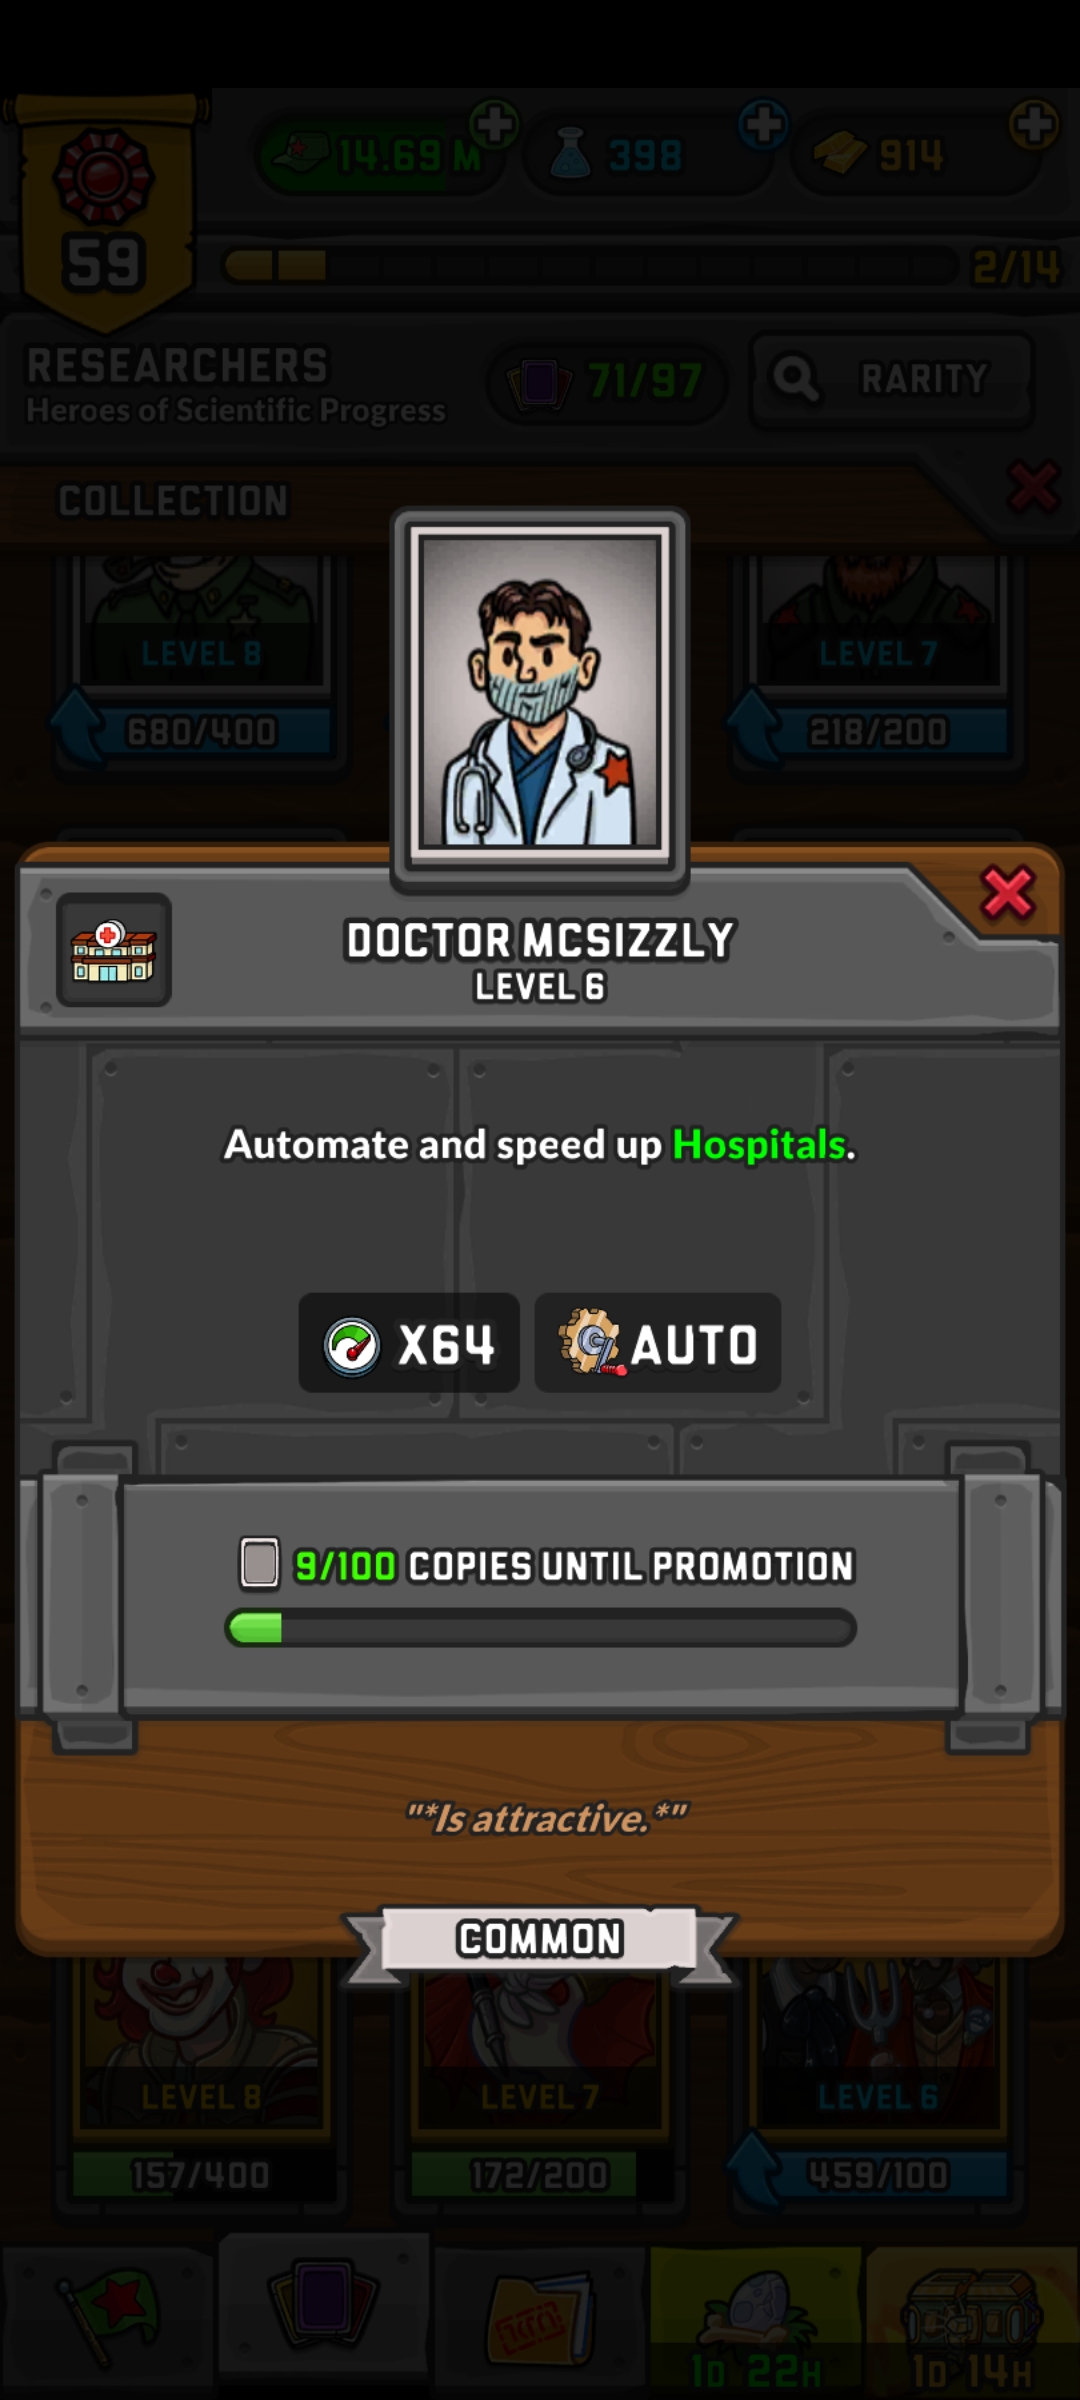 14.69 M
398
914
59
2/14
RESEARCHERS
Heroes of Scientific Progress
71/97
RARITY
COLLECTION
LEVEL 8
LEVEL 7
680/400
218/200
DOCTOR MCSIZZLY
LEVEL 6
Automate and speed up Hospitals.
X64
AUTO
9/100 COPIES UNTIL PROMOTION
"*Is attractive.*"
COMMON
LEVEL 8
LEVEL 7
LEVEL 6
157/400
172/200
459/100
1D 22H
1D 14H